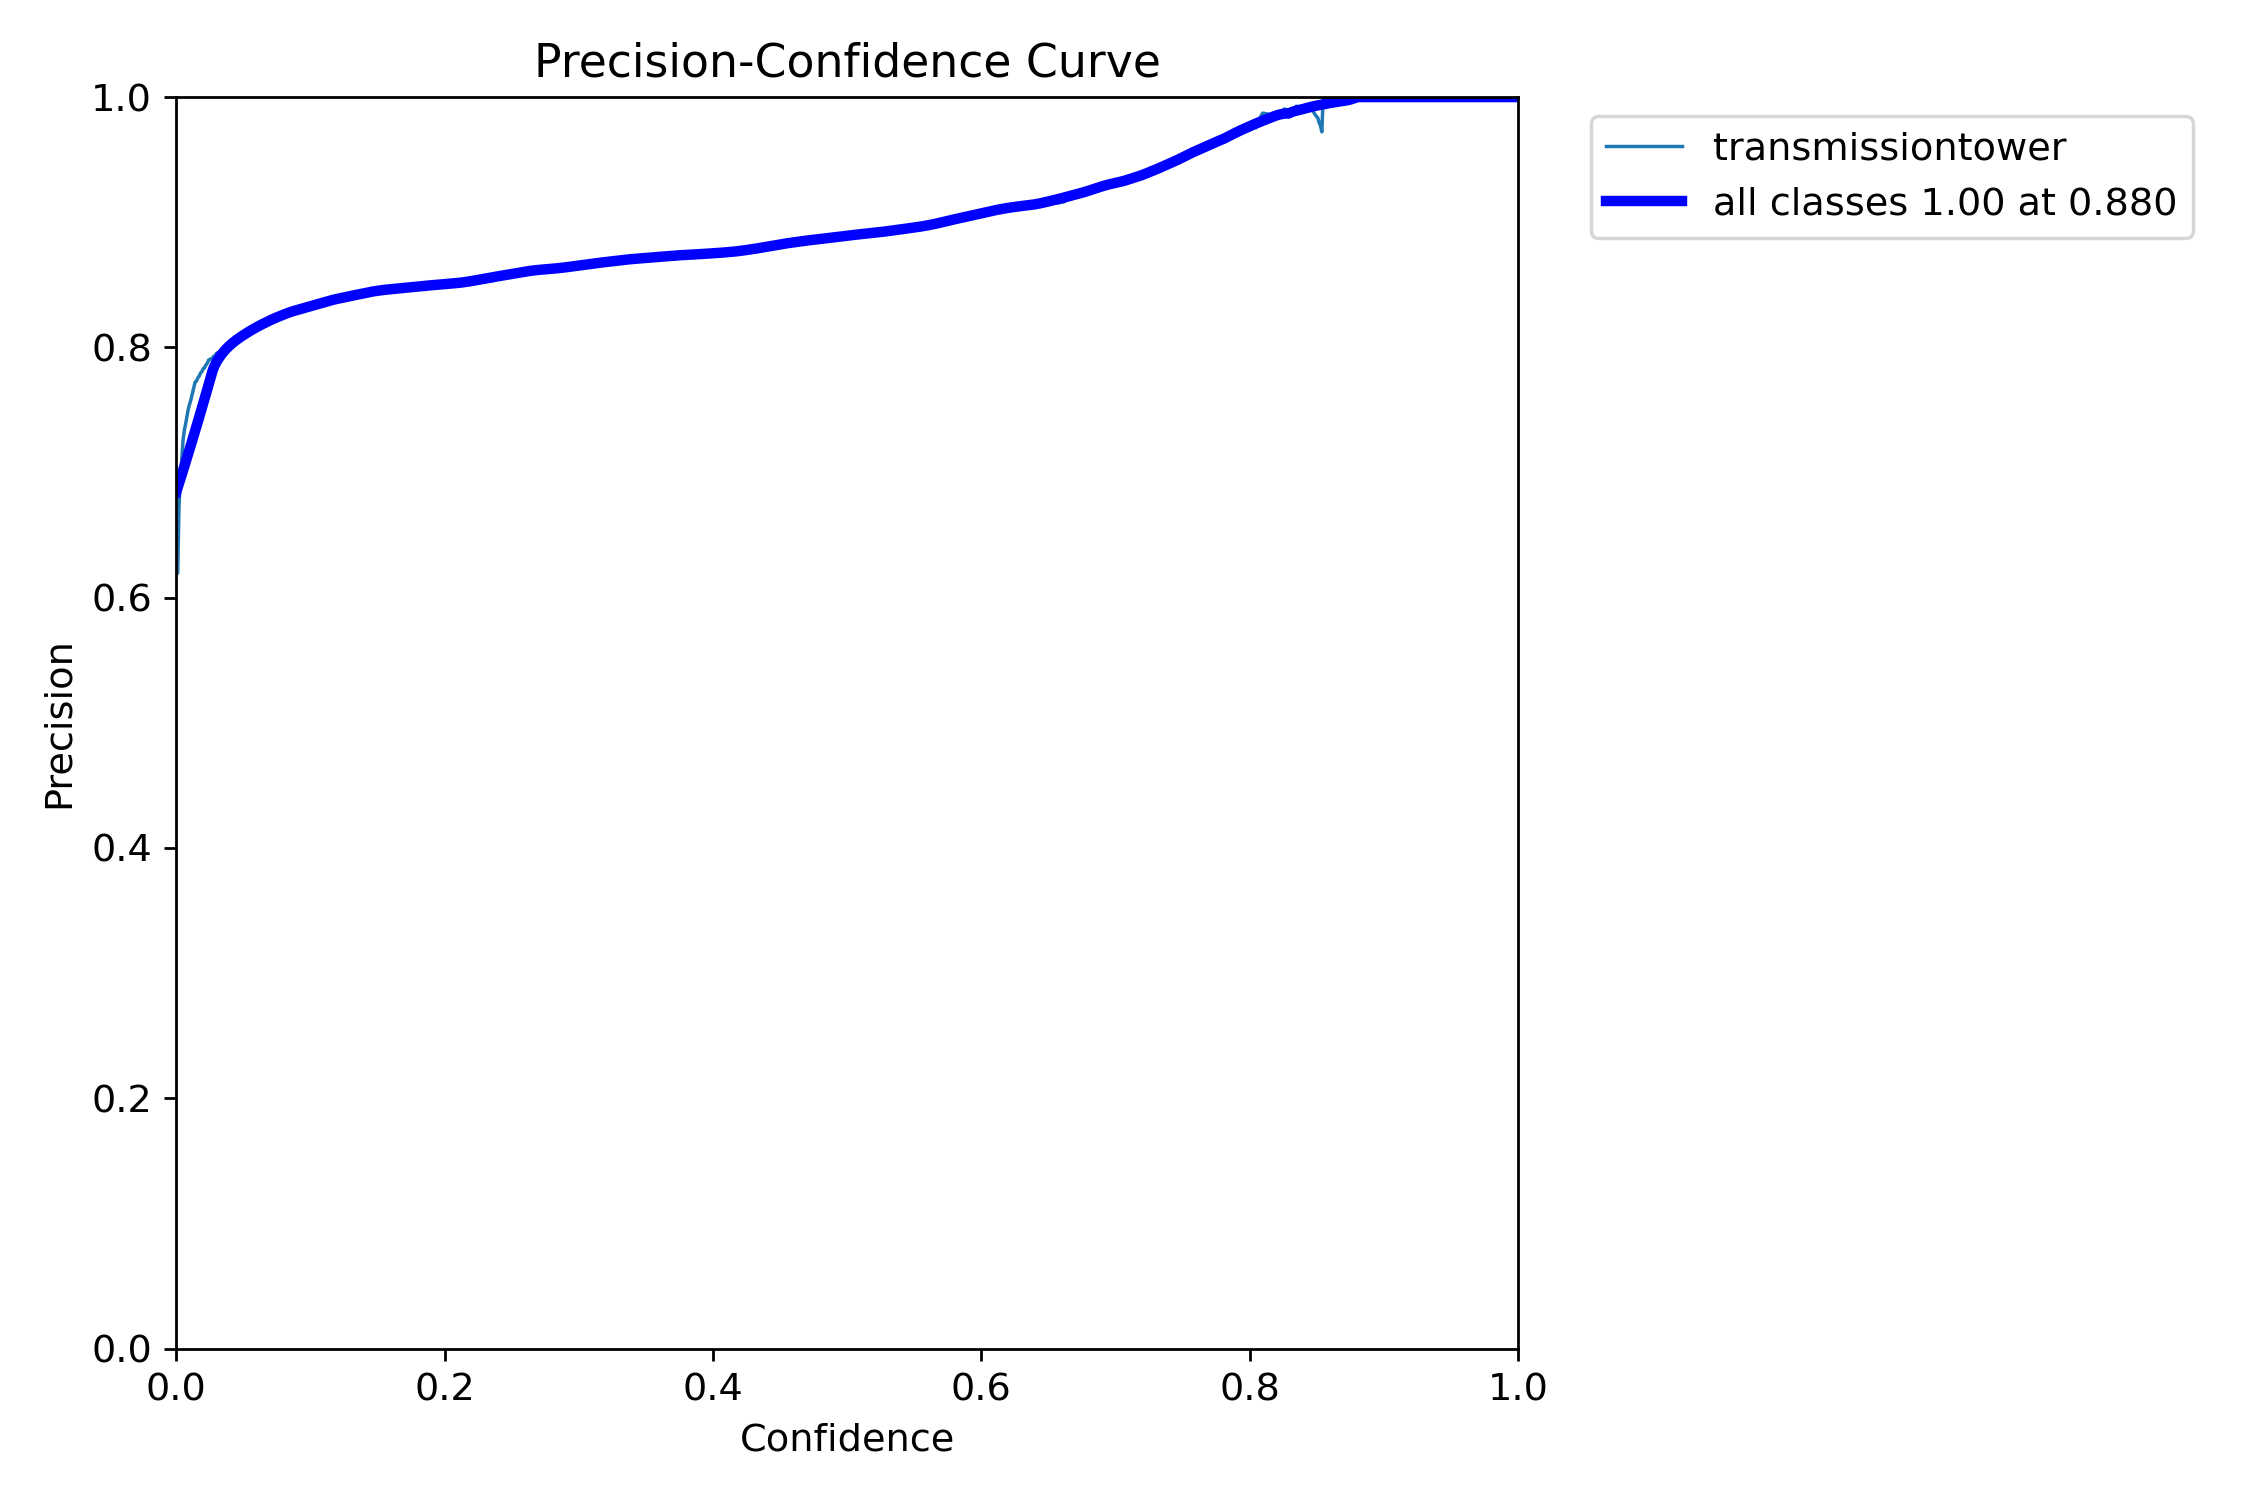 Precision-Confidence Curve
1.0
0.8
0.6
0.4
0.2
0.0
Precision
0.0 0.2 0.4 0.6 0.8 1.0
Confidence
transmissiontower
all classes 1.00 at 0.880